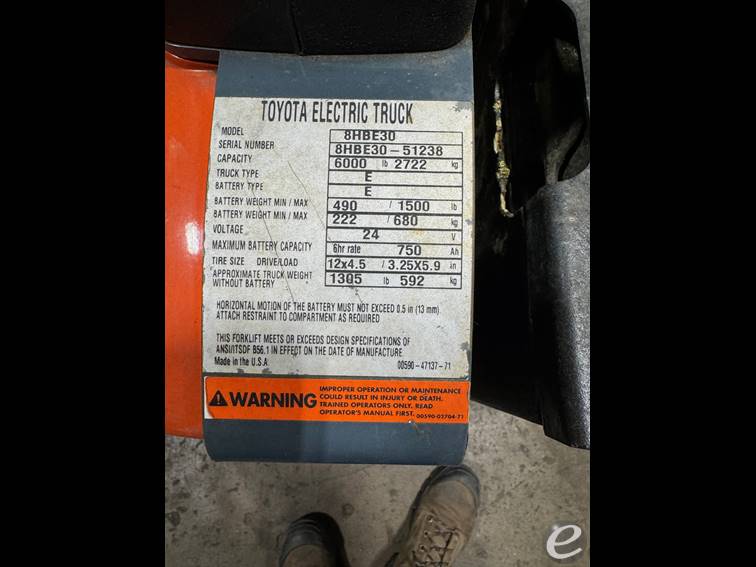 TOYOTA ELECTRIC TRUCK
MODEL 8HBE30
SERIAL NUMBER 8HBE30-51238
CAPACITY 6000 lb 2722 kg
TRUCK TYPE E
BATTERY TYPE E
BATTERY WEIGHT MIN / MAX 490 / 1500 lb
BATTERY WEIGHT MIN / MAX 222 / 680 kg
VOLTAGE 24 V
MAXIMUM BATTERY CAPACITY 6hr rate 750 Ah
TIRE SIZE DRIVE/LOAD 12x4.5 / 3.25X5.9 in
APPROXIMATE TRUCK WEIGHT
WITHOUT BATTERY 1305 lb 592 kg
HORIZONTAL MOTION OF THE BATTERY MUST NOT EXCEED 0.5 in (13 mm)
ATTACH RESTRAINT TO COMPARTMENT AS REQUIRED
THIS FORKLIFT MEETS OR EXCEEDS DESIGN SPECIFICATIONS OF
ANSI/ITSDF B56.1 IN EFFECT ON THE DATE OF MANUFACTURE.
Made in the U.S.A. 00590-47137-71
WARNING
IMPROPER OPERATION OR MAINTENANCE
COULD RESULT IN INJURY OR DEATH.
TRAINED OPERATORS ONLY. READ
OPERATOR'S MANUAL FIRST. 00590-02704-71
e